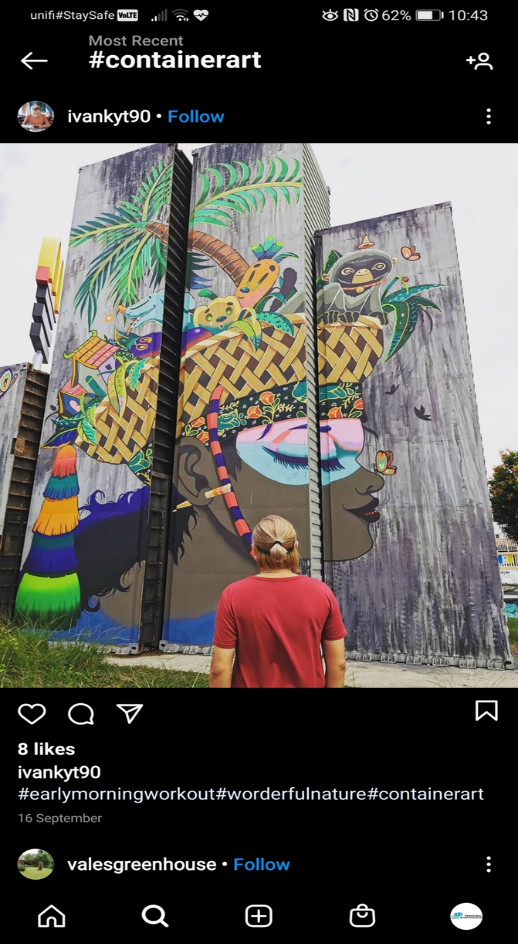 unifi#StaySafe VoLTE 62% 10:43
Most Recent
#containerart
ivankyt90 • Follow
8 likes
ivankyt90
#earlymorningworkout#worderfulnature#containerart
16 September
valesgreenhouse • Follow